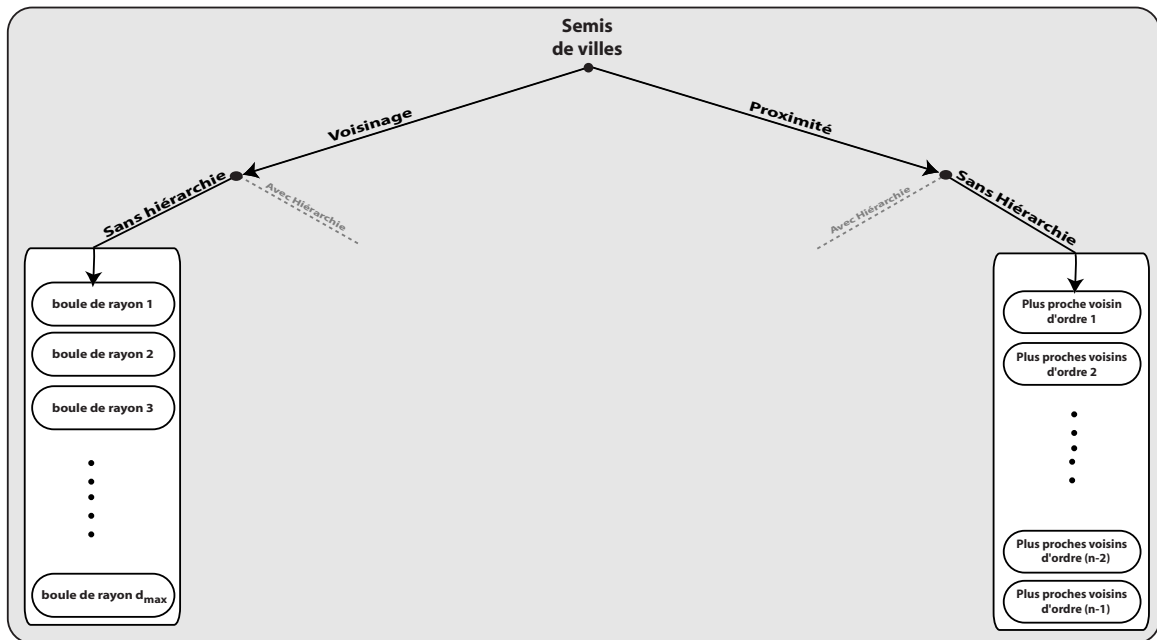 Semis
de villes
Voisinage
Proximité
Sans hiérarchie
Avec Hiérarchie
Avec Hiérarchie
Sans Hiérarchie
boule de rayon 1
boule de rayon 2
boule de rayon 3
boule de rayon dmax
Plus proche voisin
d'ordre 1
Plus proches voisins
d'ordre 2
Plus proches voisins
d'ordre (n-2)
Plus proches voisins
d'ordre (n-1)